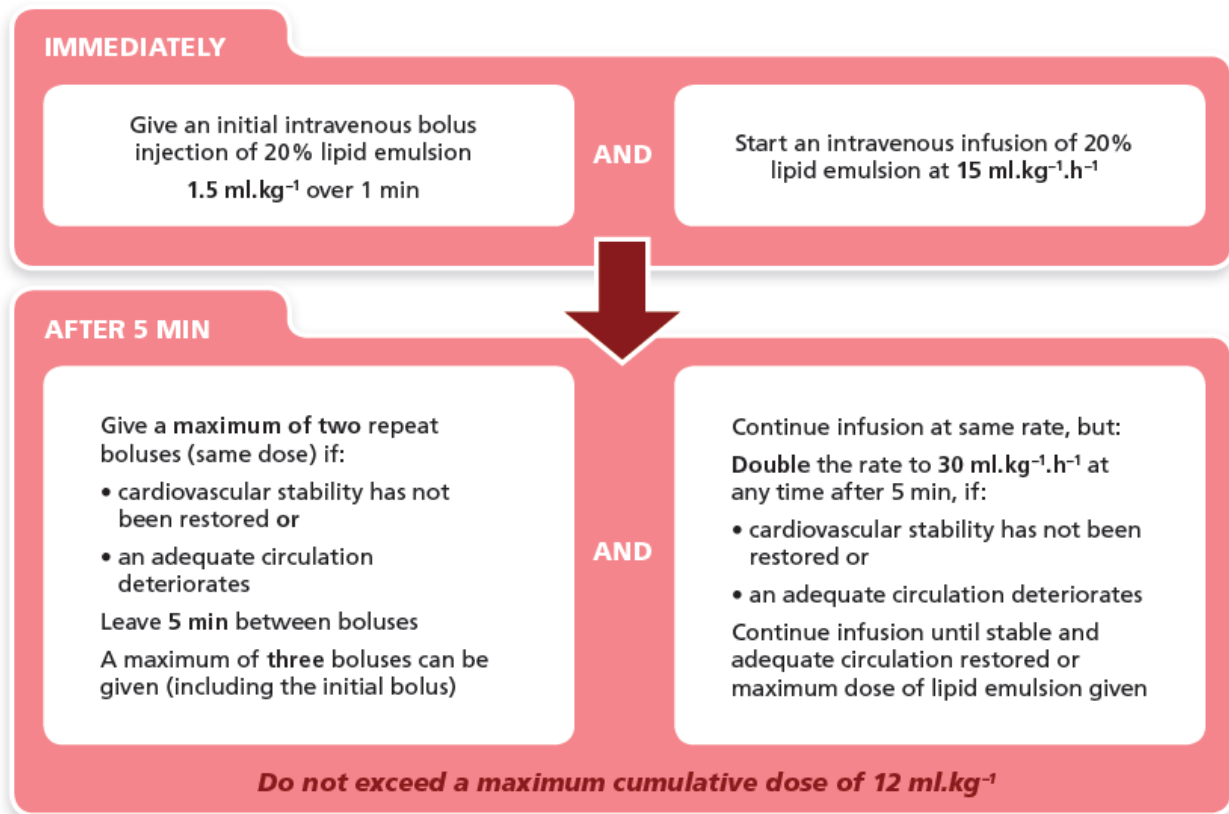 IMMEDIATELY
Give an initial intravenous bolus
injection of 20% lipid emulsion
1.5 ml.kg⁻¹ over 1 min
AND
Start an intravenous infusion of 20%
lipid emulsion at 15 ml.kg⁻¹.h⁻¹
AFTER 5 MIN
Give a maximum of two repeat
boluses (same dose) if:
• cardiovascular stability has not
been restored or
• an adequate circulation
deteriorates
Leave 5 min between boluses
A maximum of three boluses can be
given (including the initial bolus)
AND
Continue infusion at same rate, but:
Double the rate to 30 ml.kg⁻¹.h⁻¹ at
any time after 5 min, if:
• cardiovascular stability has not been
restored or
• an adequate circulation deteriorates
Continue infusion until stable and
adequate circulation restored or
maximum dose of lipid emulsion given
Do not exceed a maximum cumulative dose of 12 ml.kg⁻¹